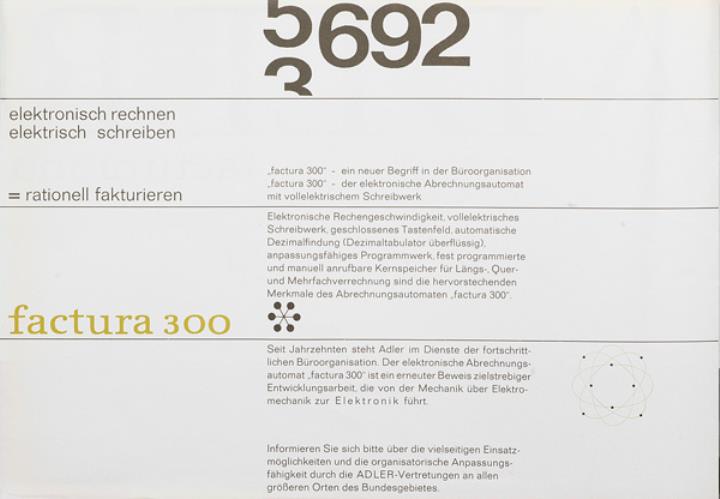 5692
3
elektronisch rechnen
elektrisch schreiben
= rationell fakturieren
„factura 300“ - ein neuer Begriff in der Büroorganisation
„factura 300“ - der elektronische Abrechnungsautomat
mit vollelektrischem Schreibwerk
Elektronische Rechengeschwindigkeit, vollelektrisches
Schreibwerk, geschlossenes Tastenfeld, automatische
Dezimalfindung (Dezimaltabulator überflüssig),
anpassungsfähiges Programmwerk, fest programmierte
und manuell anrufbare Kernspeicher für Längs-, Quer-
und Mehrfachverrechnung sind die hervorstechenden
Merkmale des Abrechnungsautomaten „factura 300“.
factura 300
Seit Jahrzehnten steht Adler im Dienste der fortschritt-
lichen Büroorganisation. Der elektronische Abrechnungs-
automat „factura 300“ ist ein erneuter Beweis zielstrebiger
Entwicklungsarbeit, die von der Mechanik über Elektro-
mechanik zur Elektronik führt.
Informieren Sie sich bitte über die vielseitigen Einsatz-
möglichkeiten und die organisatorische Anpassungs-
fähigkeit durch die ADLER-Vertretungen an allen
größeren Orten des Bundesgebietes.